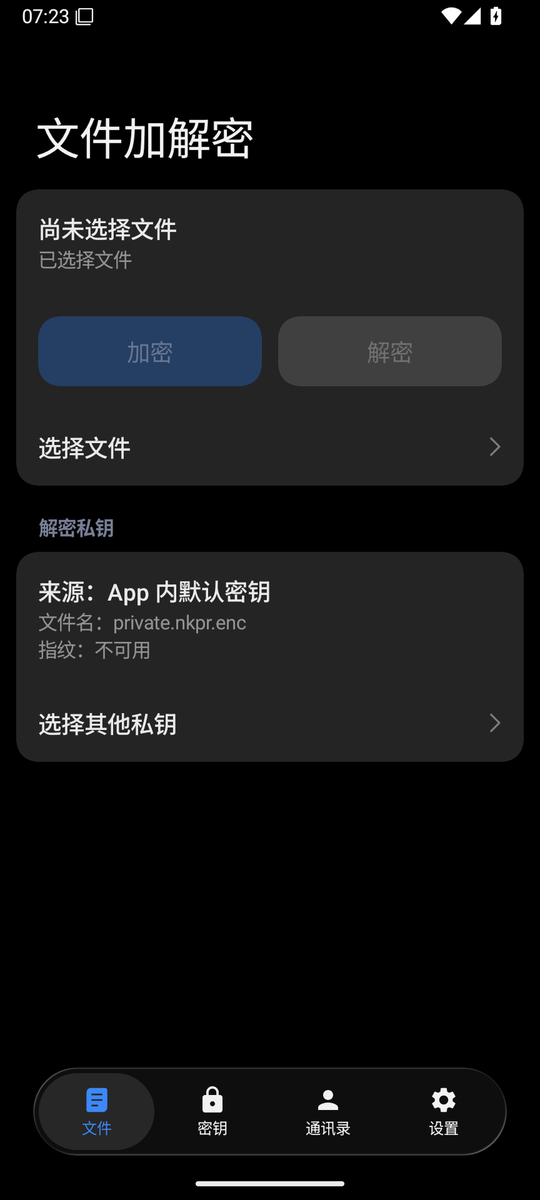 07:23
文件加解密
尚未选择文件
已选择文件
加密
解密
选择文件
解密私钥
来源：App 内默认密钥
文件名：private.nkpr.enc
指纹：不可用
选择其他私钥
文件
密钥
通讯录
设置